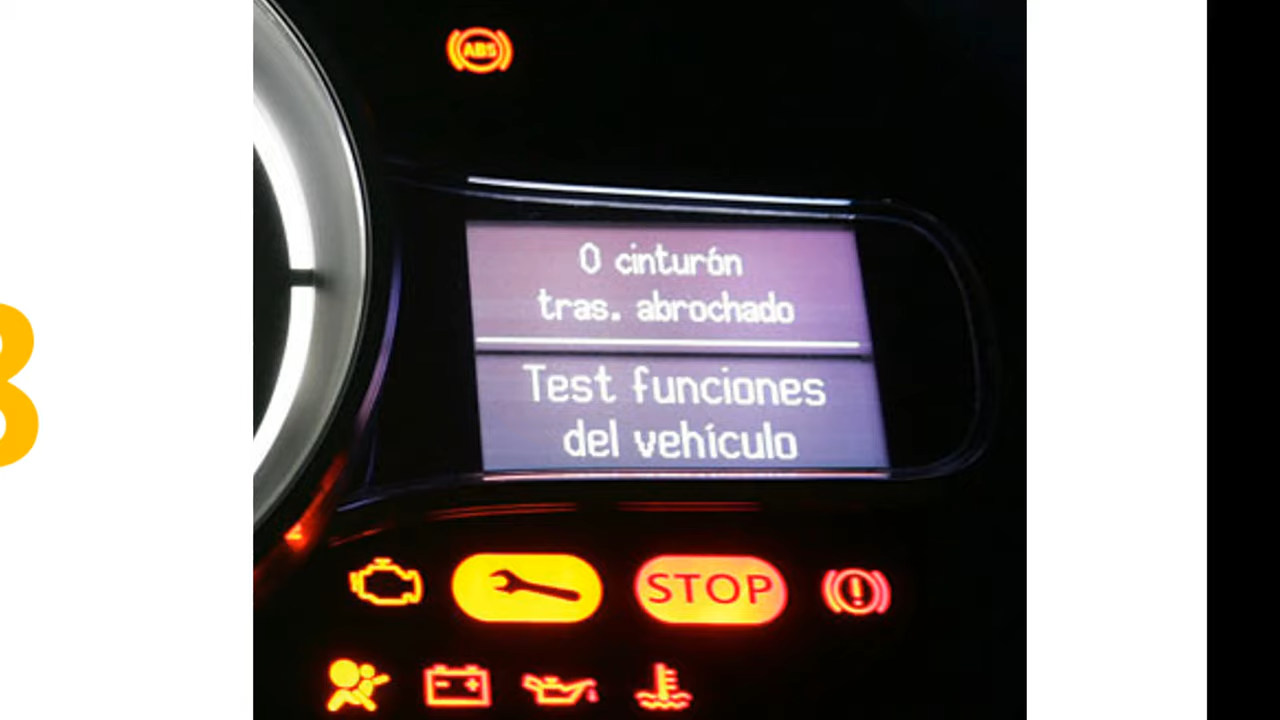 ABS
0 cinturón
tras. abrochado
Test funciones
del vehículo
STOP